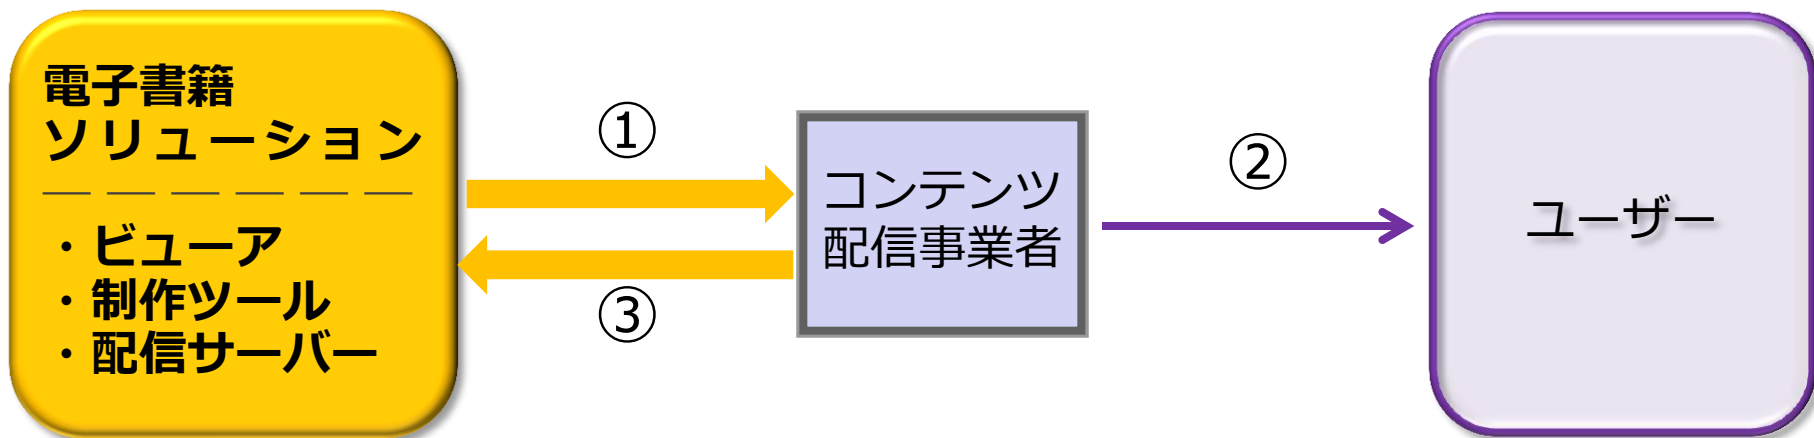 電子書籍
ソリューション
・ビューア
・制作ツール
・配信サーバー
①
③
コンテンツ
配信事業者
②
ユーザー